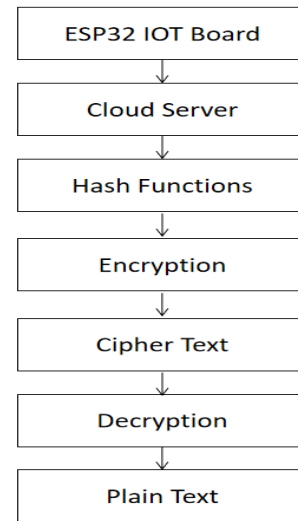 ESP32 IOT Board
Cloud Server
Hash Functions
Encryption
Cipher Text
Decryption
Plain Text